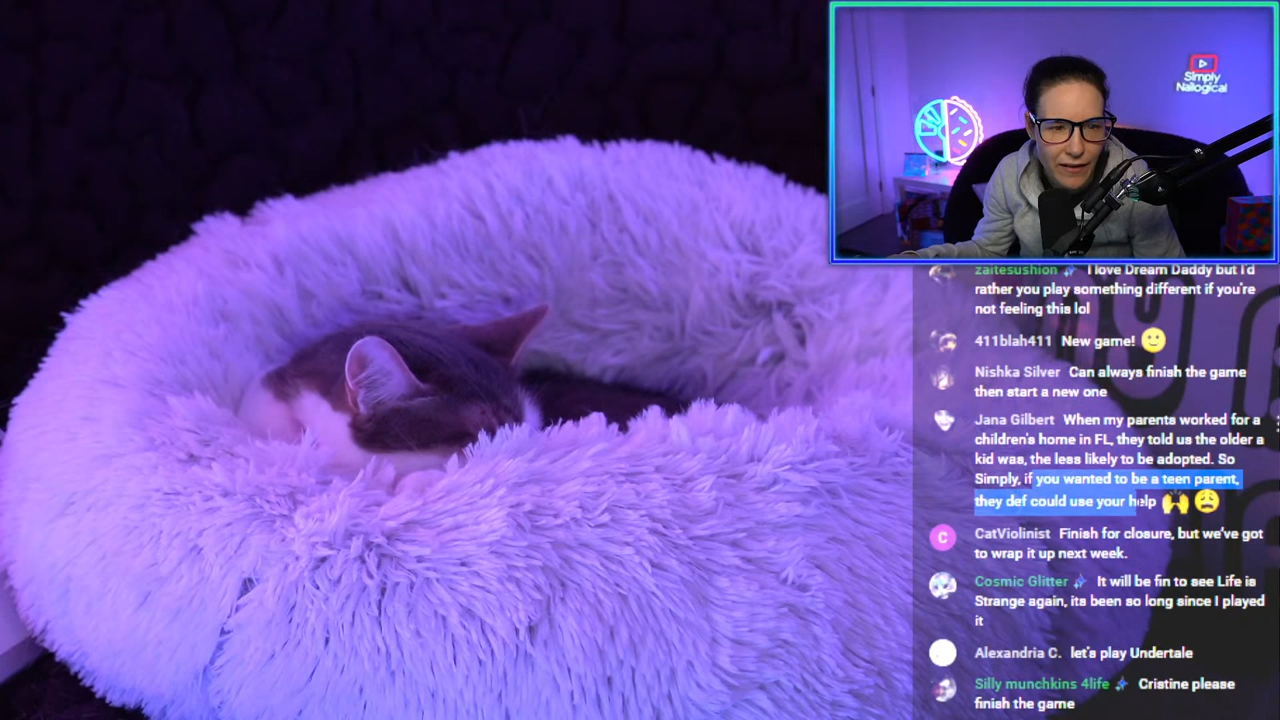 Simply
Nailogical
zaitesushion I love Dream Daddy but I'd
rather you play something different if you're
not feeling this lol
411blah411 New game!
Nishka Silver Can always finish the game
then start a new one
Jana Gilbert When my parents worked for a
children's home in FL, they told us the older a
kid was, the less likely to be adopted. So
Simply, if you wanted to be a teen parent,
they def could use your help
C CatViolinist Finish for closure, but we've got
to wrap it up next week.
Cosmic Glitter It will be fin to see Life is
Strange again, its been so long since I played
it
Alexandria C. let's play Undertale
Silly munchkins 4life Cristine please
finish the game